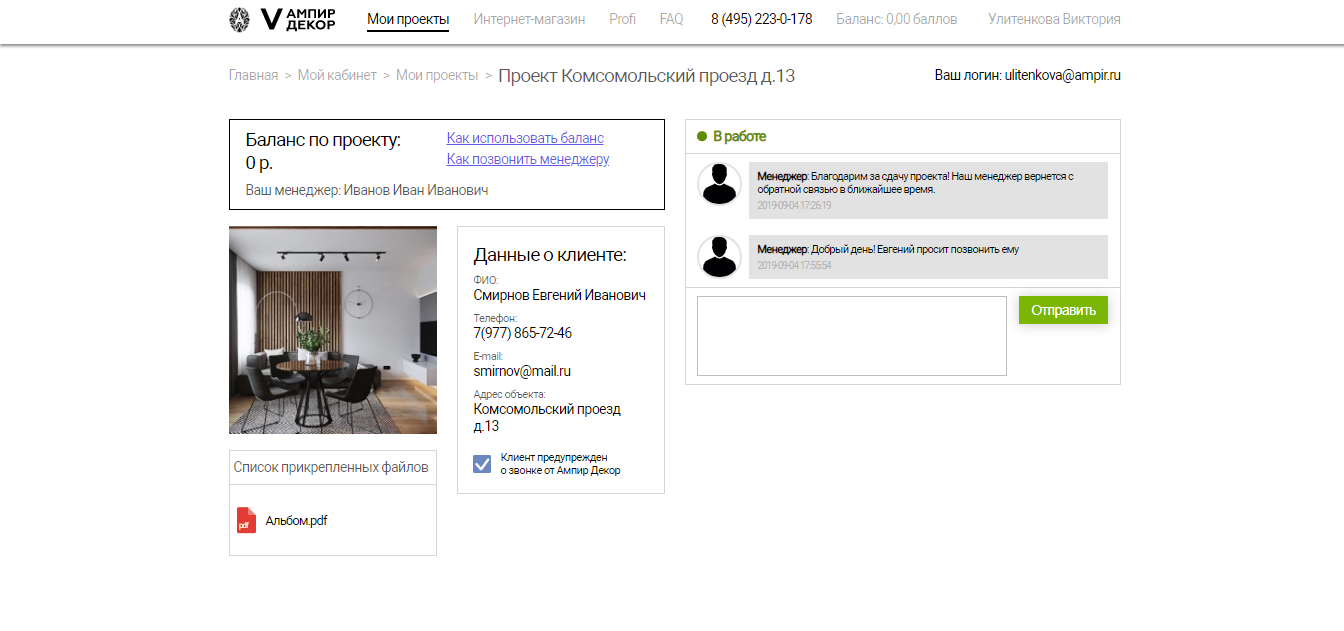 АМПИР
ДЕКОР
Мои проекты
Интернет-магазин
Profi
FAQ
8 (495) 223-0-178
Баланс: 0,00 баллов
Улитенкова Виктория
Главная > Мой кабинет > Мои проекты > Проект Комсомольский проезд д.13
Ваш логин: ulitenkova@ampir.ru
Баланс по проекту:
0 р.
Как использовать баланс
Как позвонить менеджеру
Ваш менеджер: Иванов Иван Иванович
Данные о клиенте:
ФИО:
Смирнов Евгений Иванович
Телефон:
7(977) 865-72-46
E-mail:
smirnov@mail.ru
Адрес объекта:
Комсомольский проезд
д.13
Клиент предупрежден
о звонке от Ампир Декор
Список прикрепленных файлов
pdf
Альбом.pdf
В работе
Менеджер: Благодарим за сдачу проекта! Наш менеджер вернется с
обратной связью в ближайшее время.
2019-09-04 17:26:19
Менеджер: Добрый день! Евгений просит позвонить ему
2019-09-04 17:55:54
Отправить